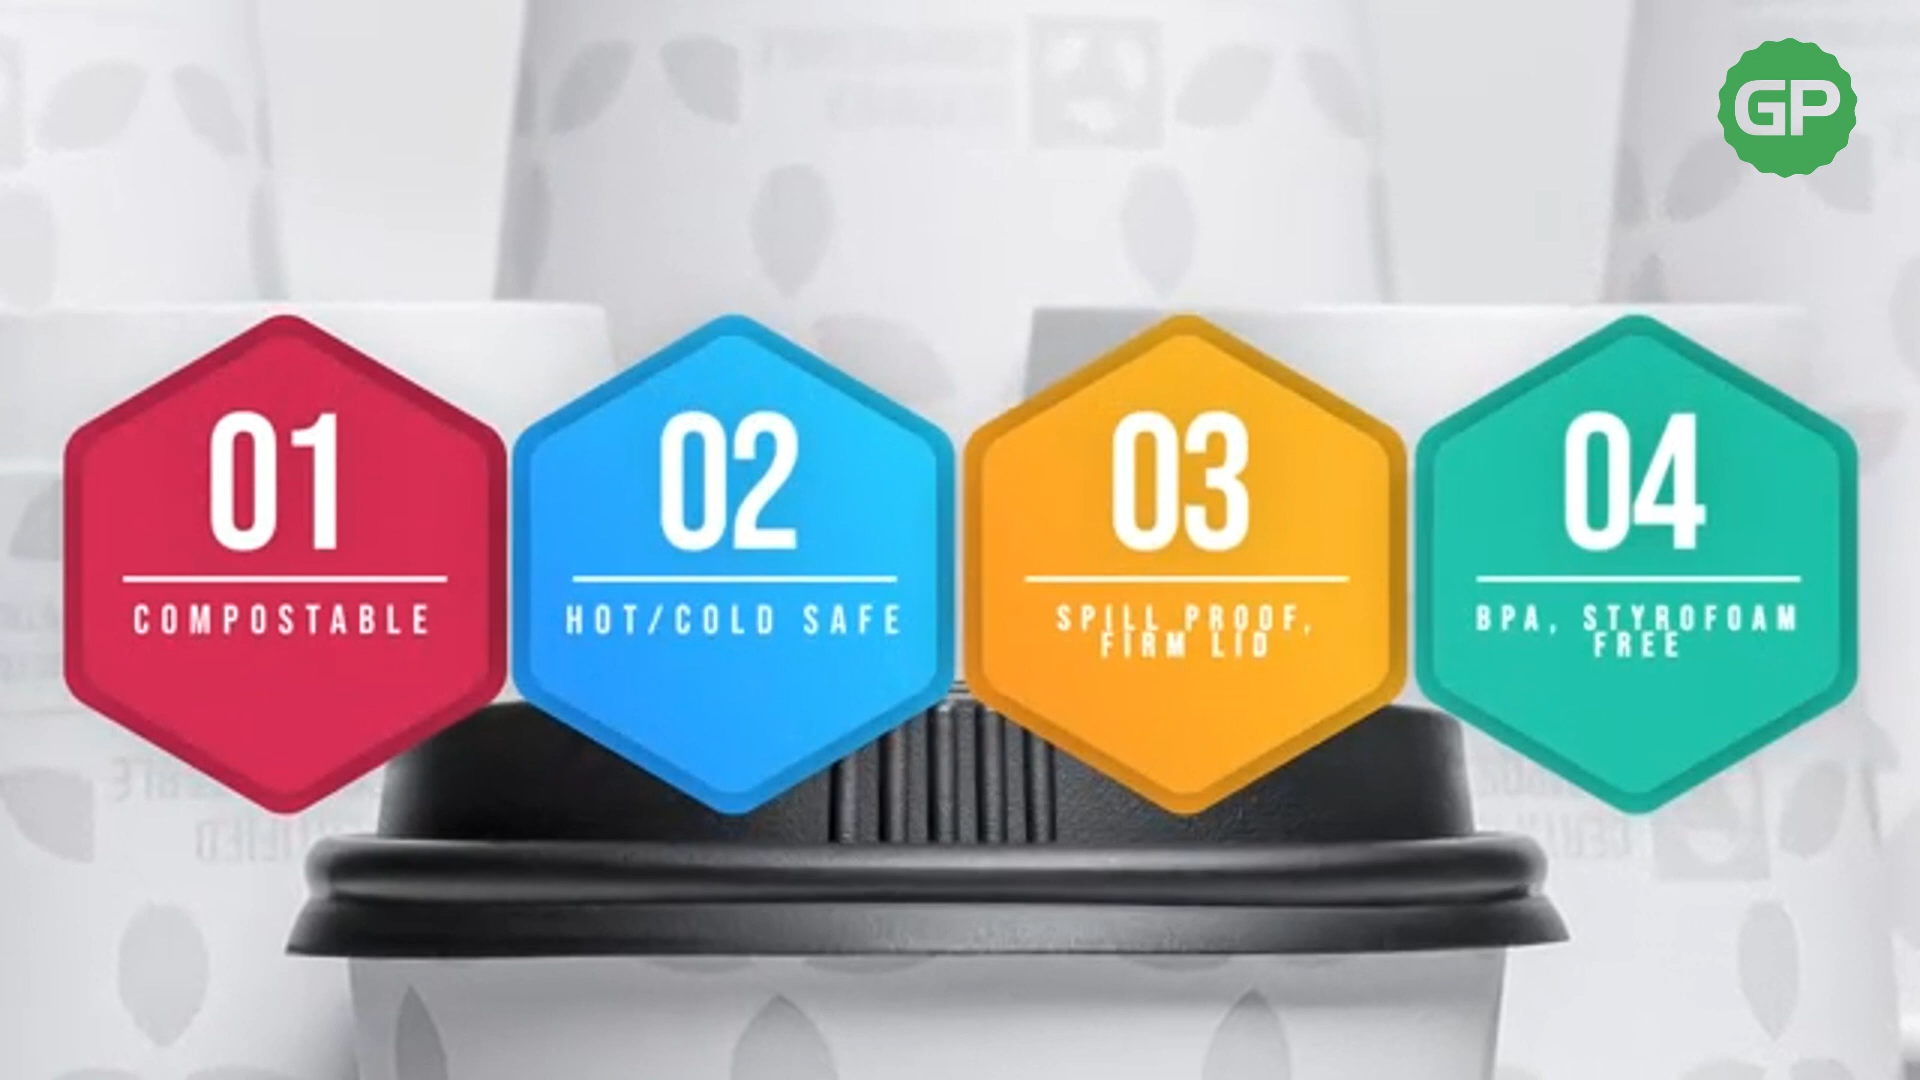 GP
01
COMPOSTABLE
02
HOT/COLD SAFE
03
SPILL PROOF,
FIRM LID
04
BPA, STYROFOAM
FREE